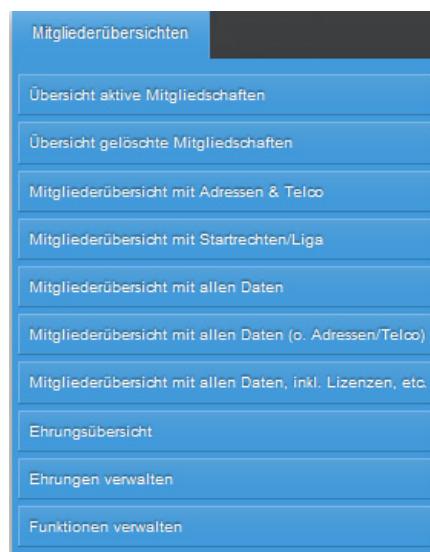 Mitgliederübersichten
Übersicht aktive Mitgliedschaften
Übersicht gelöschte Mitgliedschaften
Mitgliederübersicht mit Adressen & Telco
Mitgliederübersicht mit Startrechten/Liga
Mitgliederübersicht mit allen Daten
Mitgliederübersicht mit allen Daten (o. Adressen/Telco)
Mitgliederübersicht mit allen Daten, inkl. Lizenzen, etc.
Ehrungsübersicht
Ehrungen verwalten
Funktionen verwalten